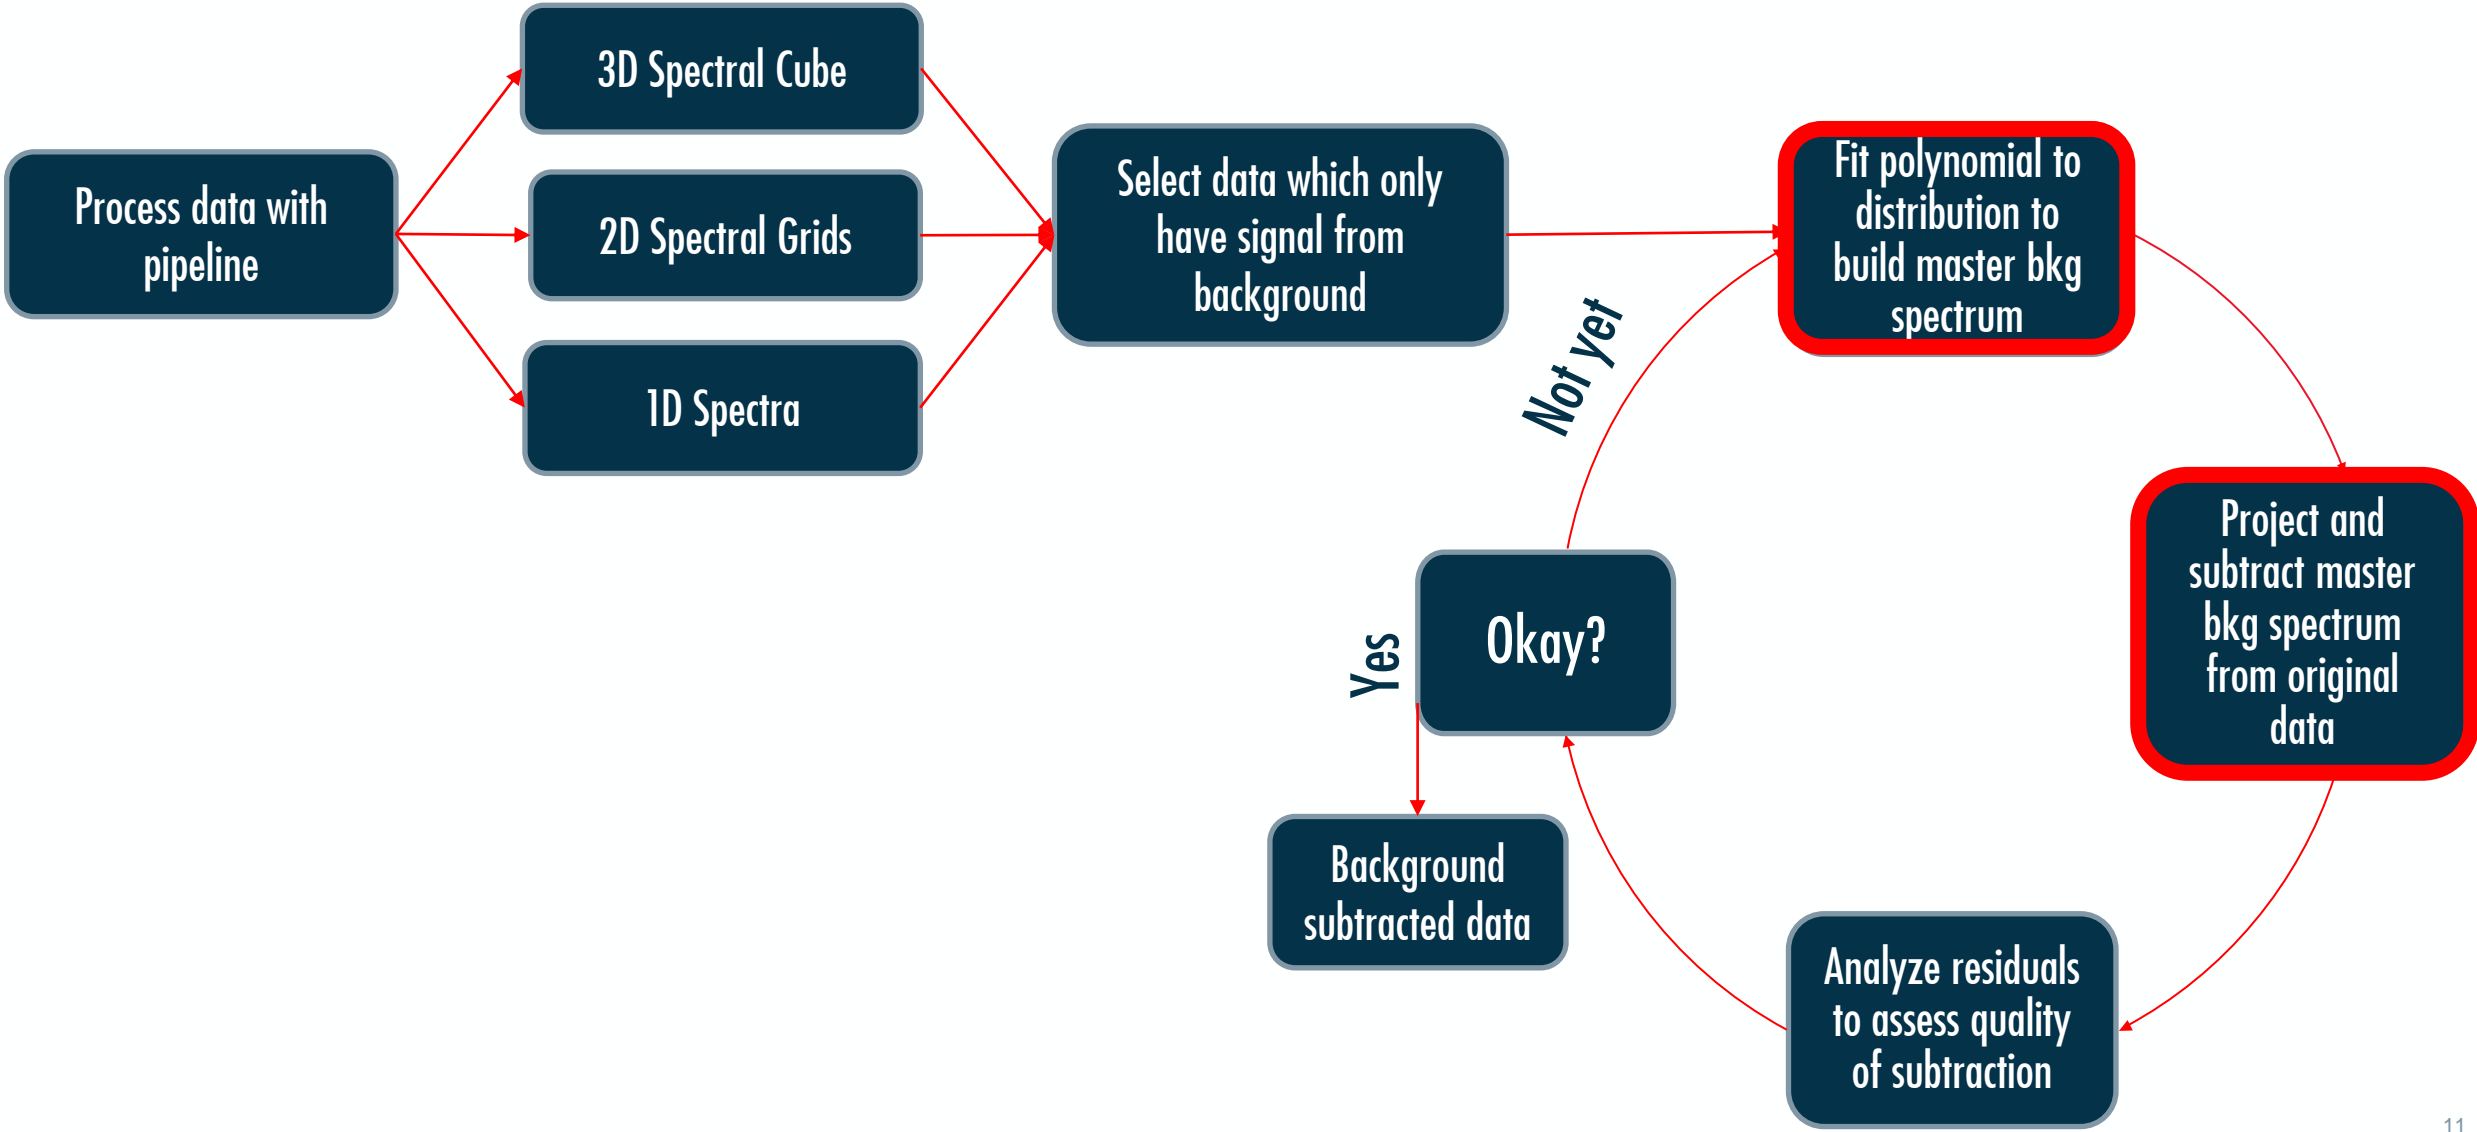 Process data with
pipeline
3D Spectral Cube
2D Spectral Grids
1D Spectra
Select data which only
have signal from
background
Fit polynomial to
distribution to
build master bkg
spectrum
Project and
subtract master
bkg spectrum
from original
data
Analyze residuals
to assess quality
of subtraction
Okay?
Not yet
Yes
Background
subtracted data
11